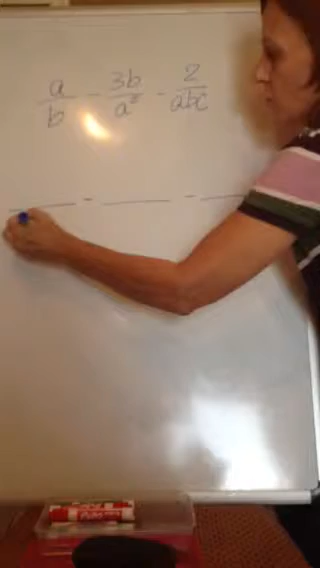 a/b - 3b/a² - 2/abc